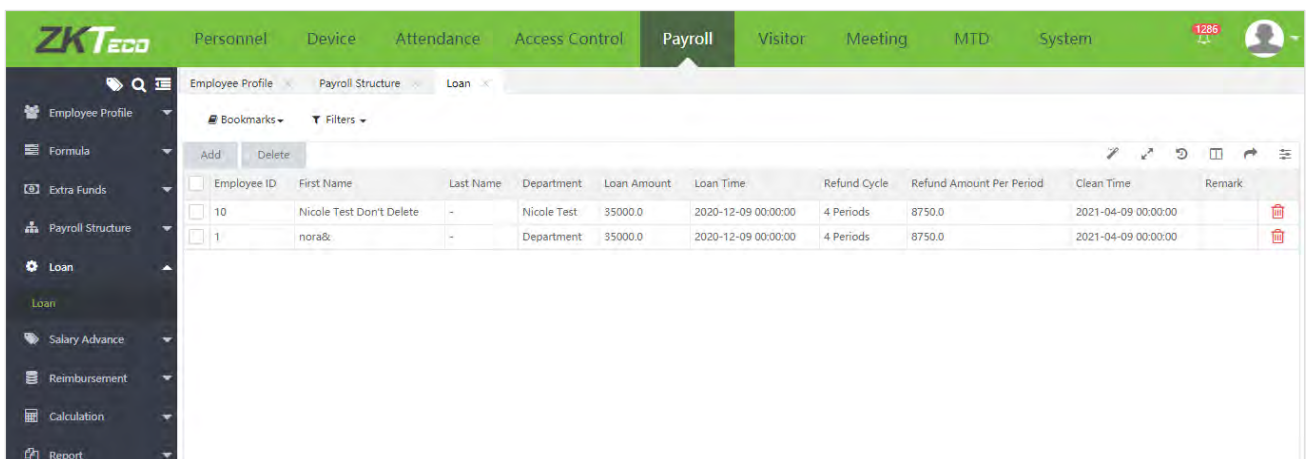 ZKTeco Personnel Device Attendance Access Control Payroll Visitor Meeting MTD System 1286
Employee Profile × Payroll Structure × Loan ×
Employee Profile
Bookmarks Filters
Formula
Add Delete
Employee ID First Name Last Name Department Loan Amount Loan Time Refund Cycle Refund Amount Per Period Clean Time Remark
Extra Funds
10 Nicole Test Don't Delete - Nicole Test 35000.0 2020-12-09 00:00:00 4 Periods 8750.0 2021-04-09 00:00:00
Payroll Structure
1 nora& - Department 35000.0 2020-12-09 00:00:00 4 Periods 8750.0 2021-04-09 00:00:00
Loan
Loan
Salary Advance
Reimbursement
Calculation
Report